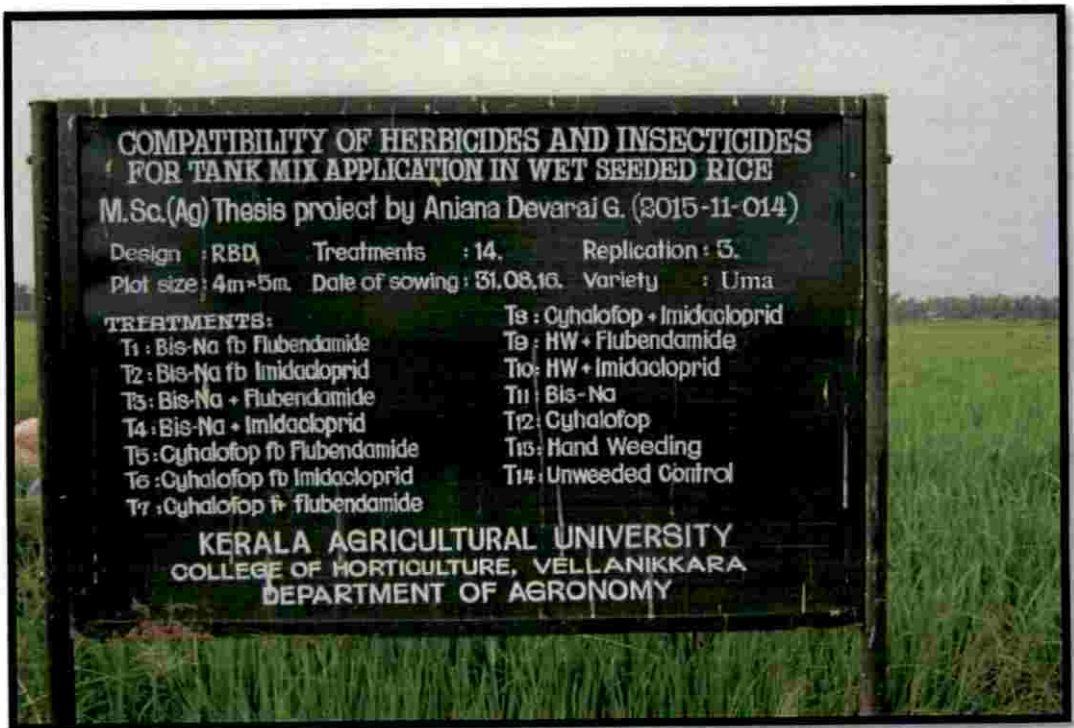 COMPATIBILITY OF HERBICIDES AND INSECTICIDES
FOR TANK MIX APPLICATION IN WET SEEDED RICE
M.Sc.(Ag) Thesis project by Anjana Devaraj G. (2015-11-014)
Design : RBD, Treatments : 14. Replication : 3.
Plot size : 4m×5m. Date of sowing : 31.08.16. Variety : Uma
TREATMENTS:
T1 : Bis-Na fb Flubendamide
T2 : Bis-Na fb Imidacloprid
T3 : Bis-Na + Flubendamide
T4 : Bis-Na + Imidacloprid
T5 : Cyhalofop fb Flubendamide
T6 : Cyhalofop fb Imidacloprid
T7 : Cyhalofop + flubendamide
T8 : Cyhalofop + Imidacloprid
T9 : HW + Flubendamide
T10 : HW + Imidacloprid
T11 : Bis-Na
T12 : Cyhalofop
T13 : Hand Weeding
T14 : Unweeded Control
KERALA AGRICULTURAL UNIVERSITY
COLLEGE OF HORTICULTURE, VELLANIKKARA
DEPARTMENT OF AGRONOMY